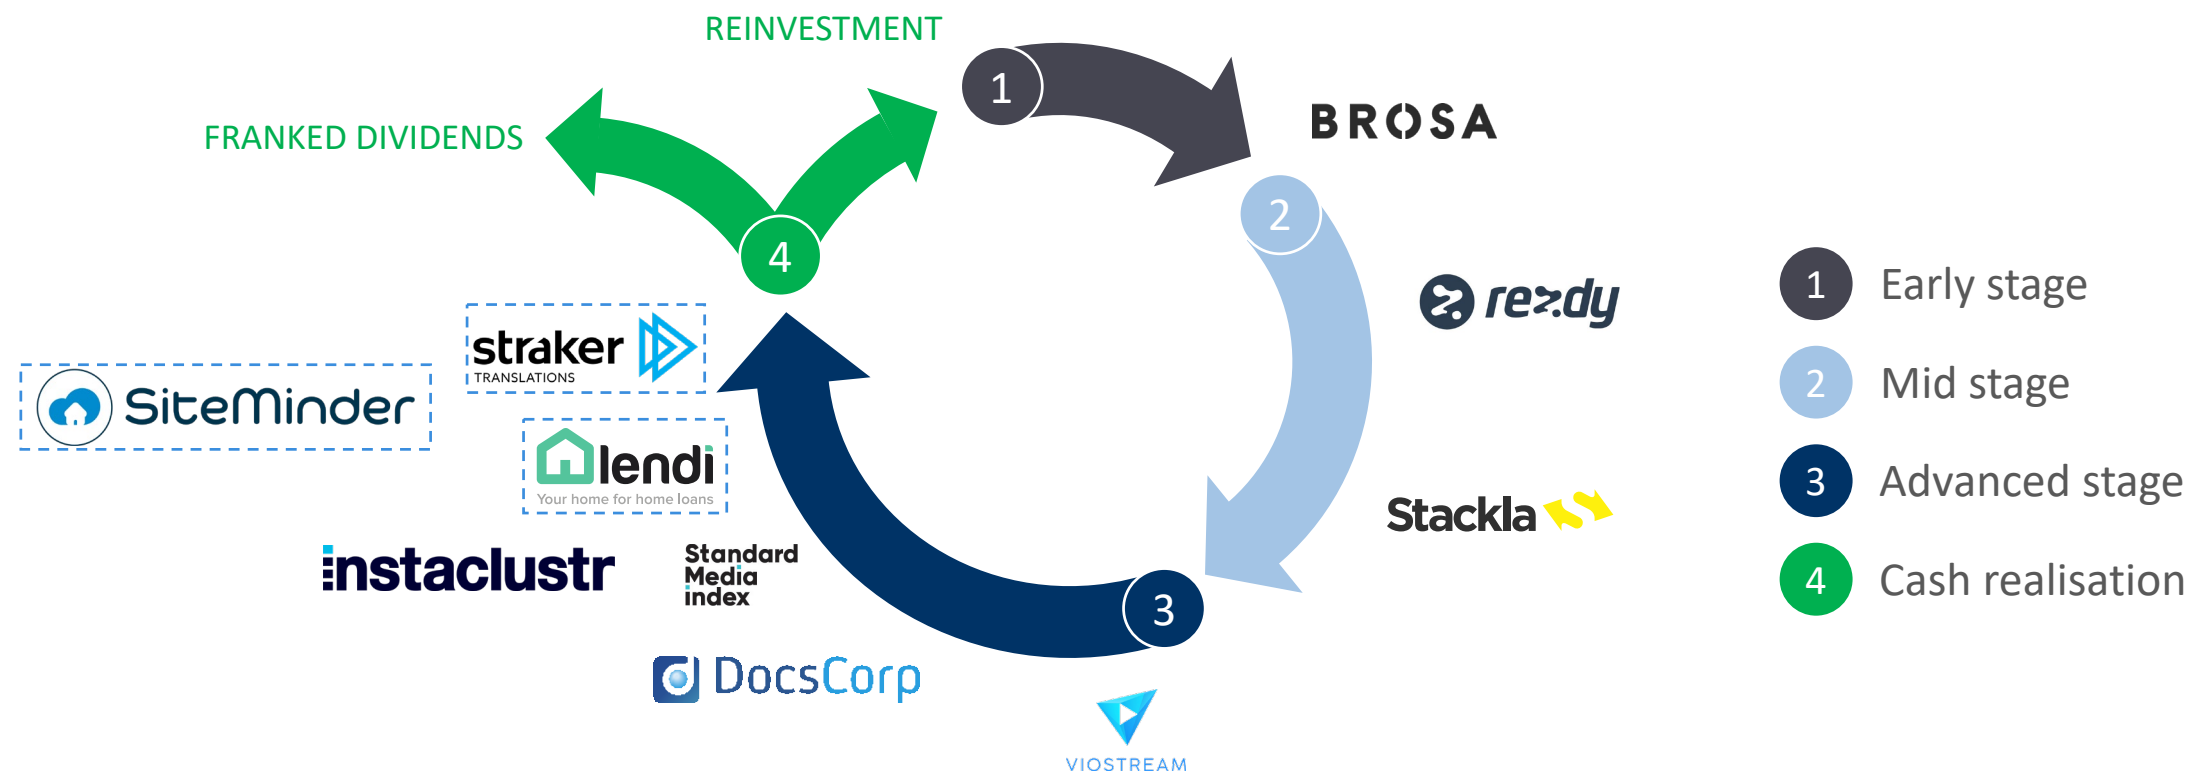 REINVESTMENT
FRANKED DIVIDENDS
1
BROSA
2
rezdy
Stackla
3
VIOSTREAM
DocsCorp
Standard
Media
index
instaclustr
lendi
Your home for home loans
SiteMinder
straker
TRANSLATIONS
4
1 Early stage
2 Mid stage
3 Advanced stage
4 Cash realisation